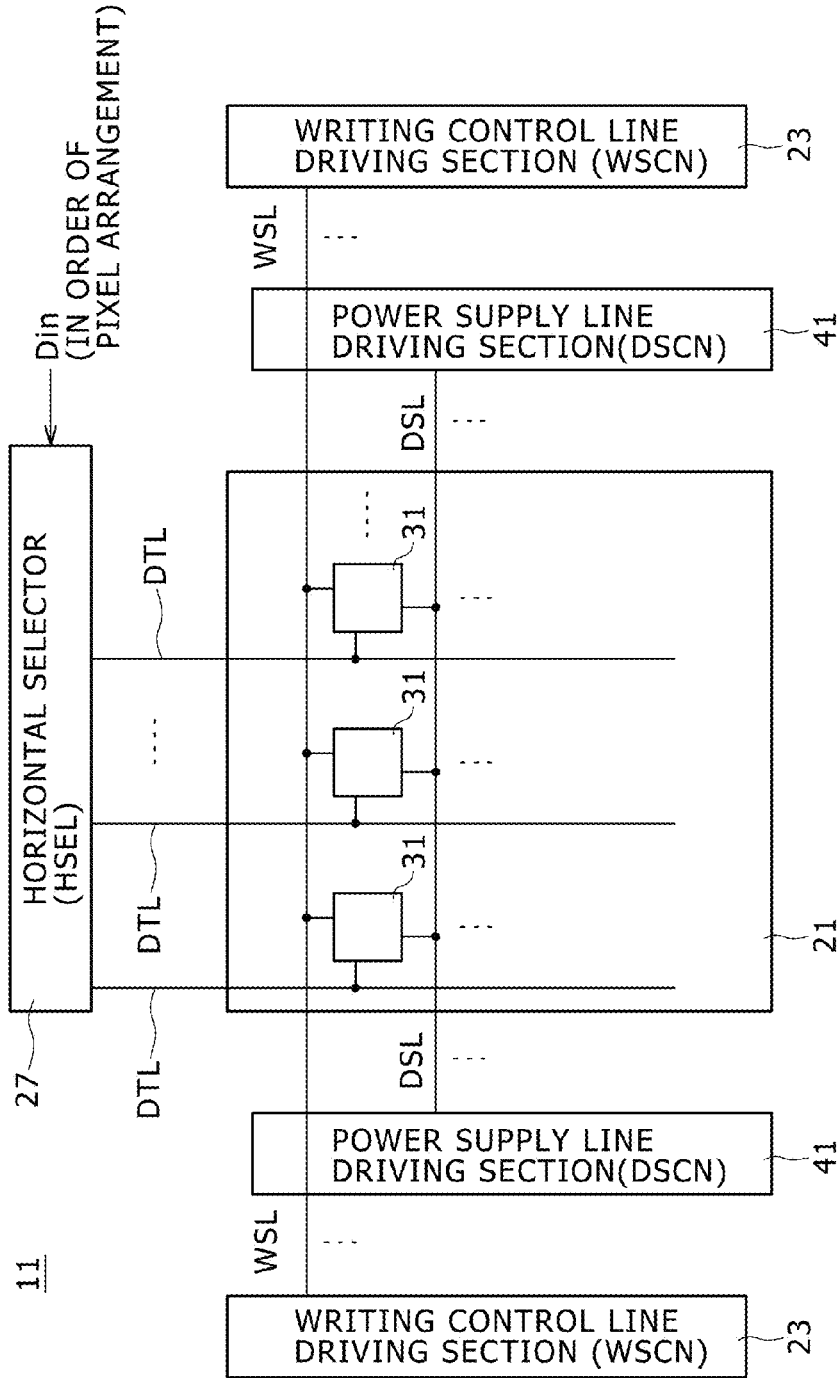 11
27
HORIZONTAL SELECTOR
(HSEL)
Din
(IN ORDER OF
PIXEL ARRANGEMENT)
DTL
DTL
DTL
....
WSL
WSL
...
...
DSL
DSL
...
...
31
31
31
....
...
...
...
WRITING CONTROL LINE
DRIVING SECTION (WSCN)
POWER SUPPLY LINE
DRIVING SECTION(DSCN)
POWER SUPPLY LINE
DRIVING SECTION(DSCN)
WRITING CONTROL LINE
DRIVING SECTION (WSCN)
23
41
21
41
23